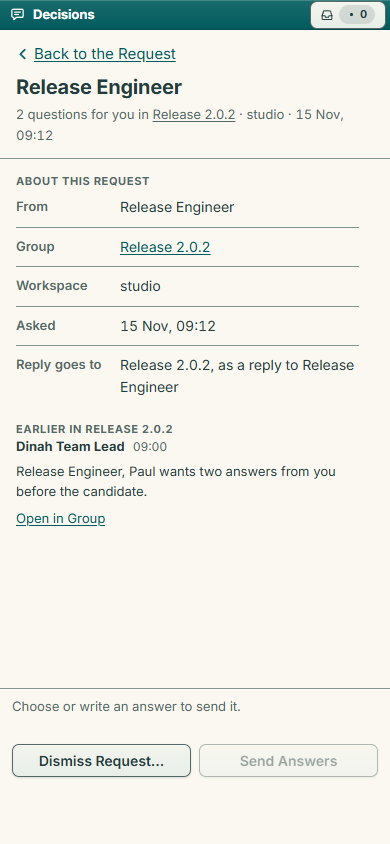 Decisions
• 0
Back to the Request
Release Engineer
2 questions for you in Release 2.0.2 · studio · 15 Nov,
09:12
ABOUT THIS REQUEST
From Release Engineer
Group Release 2.0.2
Workspace studio
Asked 15 Nov, 09:12
Reply goes to Release 2.0.2, as a reply to Release
Engineer
EARLIER IN RELEASE 2.0.2
Dinah Team Lead 09:00
Release Engineer, Paul wants two answers from you
before the candidate.
Open in Group
Choose or write an answer to send it.
Dismiss Request... Send Answers